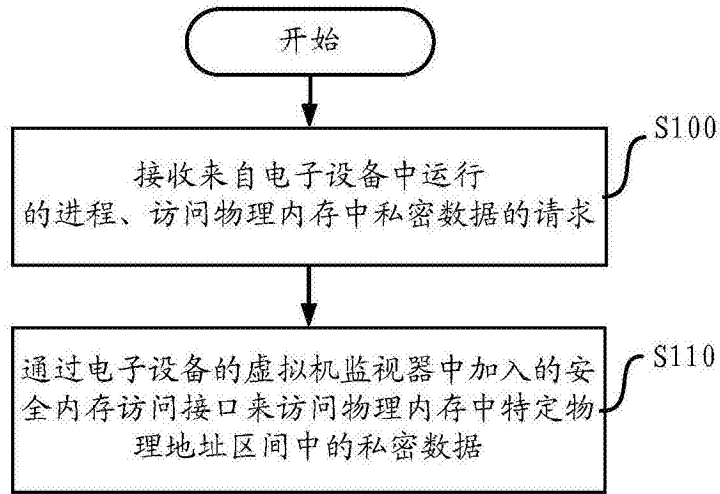 开始
S100
接收来自电子设备中运行
的进程、访问物理内存中私密数据的请求
S110
通过电子设备的虚拟机监视器中加入的安
全内存访问接口来访问物理内存中特定物
理地址区间中的私密数据